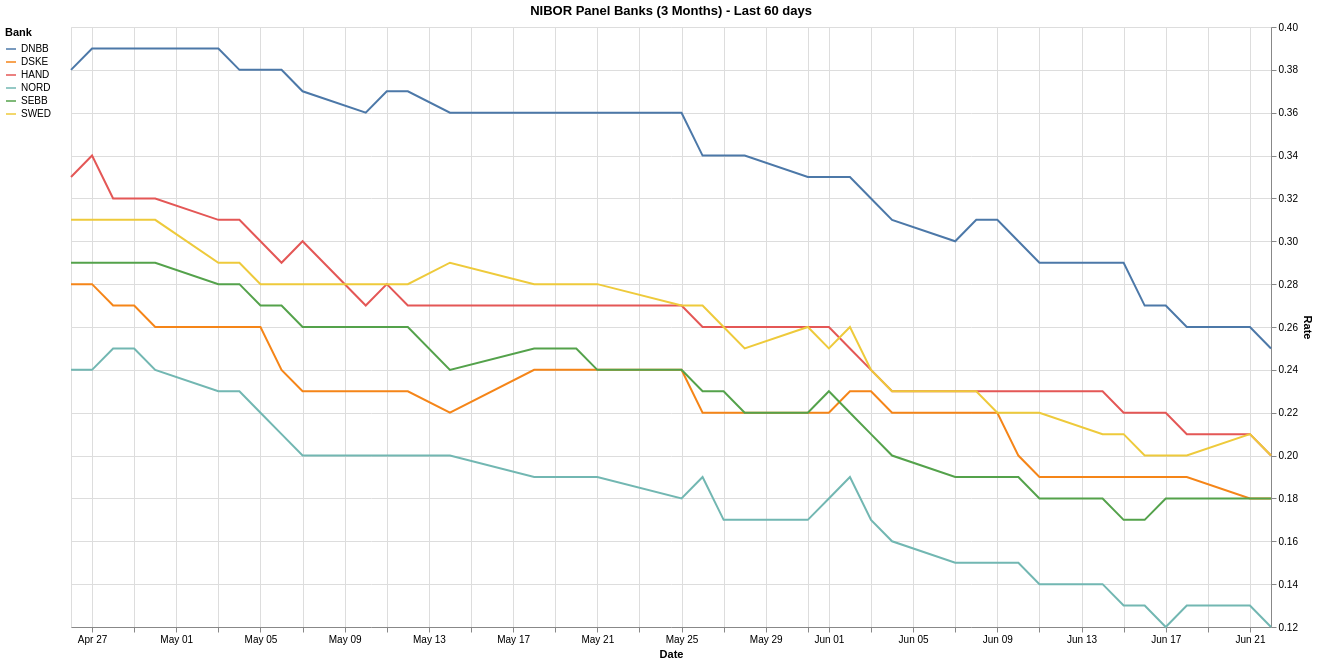 NIBOR Panel Banks (3 Months) - Last 60 days
Bank
DNBB
DSKE
HAND
NORD
SEBB
SWED
0.40
0.38
0.36
0.34
0.32
0.30
0.28
0.26
0.24
0.22
0.20
0.18
0.16
0.14
0.12
Rate
Apr 27 May 01 May 05 May 09 May 13 May 17 May 21 May 25 May 29 Jun 01 Jun 05 Jun 09 Jun 13 Jun 17 Jun 21
Date